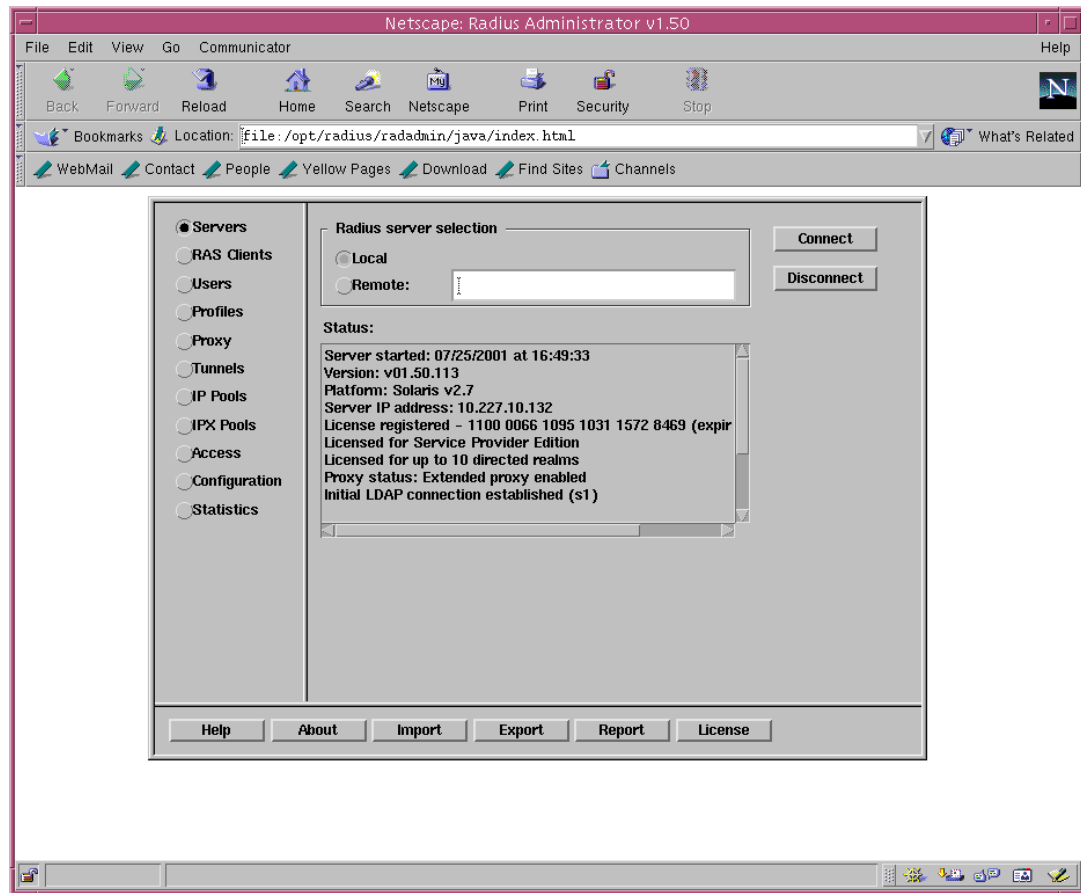 Netscape: Radius Administrator v1.50
File Edit View Go Communicator Help
Back Forward Reload Home Search Netscape Print Security Stop
My
N
Bookmarks Location: file:/opt/radius/radadmin/java/index.html What's Related
WebMail Contact People Yellow Pages Download Find Sites Channels
Servers
RAS Clients
Users
Profiles
Proxy
Tunnels
IP Pools
IPX Pools
Access
Configuration
Statistics
Radius server selection
Local
Remote:
Connect
Disconnect
Status:
Server started: 07/25/2001 at 16:49:33
Version: v01.50.113
Platform: Solaris v2.7
Server IP address: 10.227.10.132
License registered - 1100 0066 1095 1031 1572 8469 (expir
Licensed for Service Provider Edition
Licensed for up to 10 directed realms
Proxy status: Extended proxy enabled
Initial LDAP connection established (s1)
Help About Import Export Report License